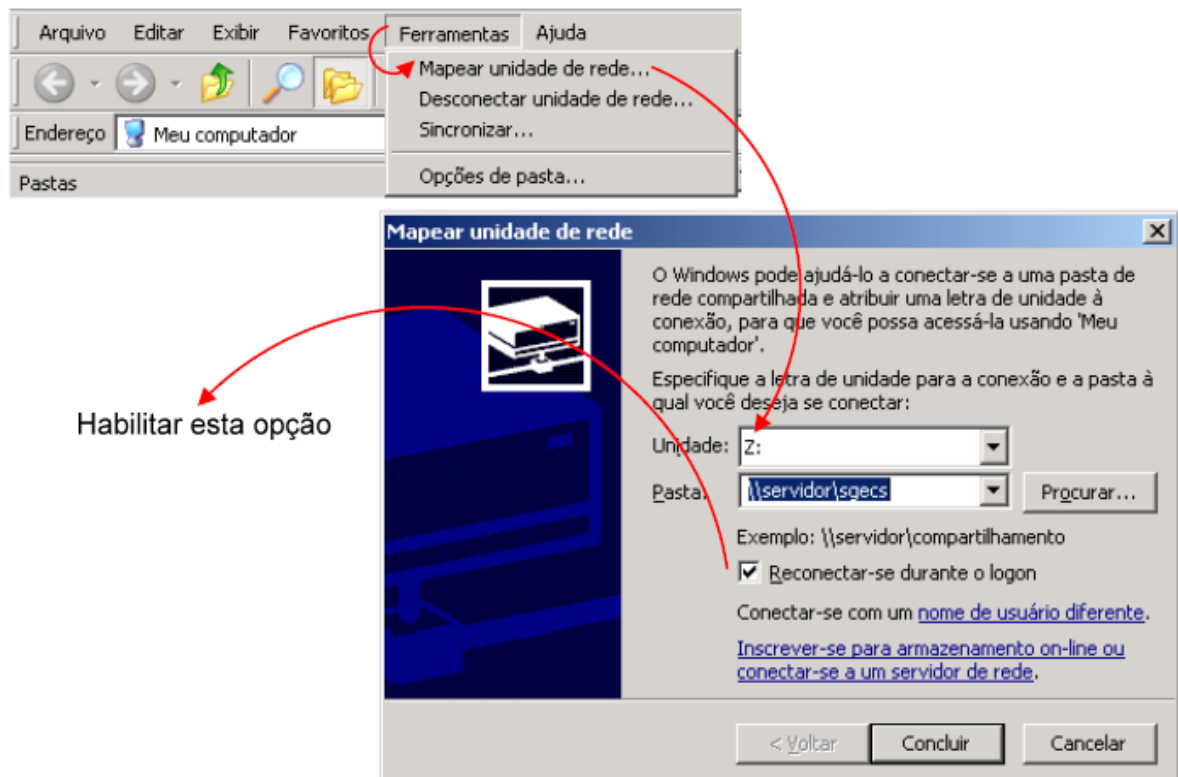 Arquivo Editar Exibir Favoritos Ferramentas Ajuda
Mapear unidade de rede...
Desconectar unidade de rede...
Sincronizar...
Endereço Meu computador
Opções de pasta...
Pastas
Mapear unidade de rede
O Windows pode ajudá-lo a conectar-se a uma pasta de
rede compartilhada e atribuir uma letra de unidade à
conexão, para que você possa acessá-la usando 'Meu
computador'.
Especifique a letra de unidade para a conexão e a pasta à
qual você deseja se conectar:
Habilitar esta opção
Unidade: Z:
Pasta: \\servidor\sgecs Procurar...
Exemplo: \\servidor\compartilhamento
Reconectar-se durante o logon
Conectar-se com um nome de usuário diferente.
Inscrever-se para armazenamento on-line ou
conectar-se a um servidor de rede.
< Voltar Concluir Cancelar